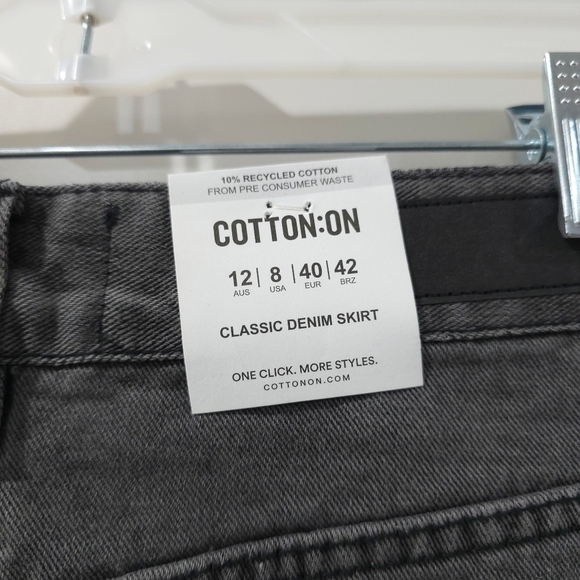 10% RECYCLED COTTON
FROM PRE CONSUMER WASTE
COTTON:ON
12 | 8 | 40 | 42
AUS USA EUR BRZ
CLASSIC DENIM SKIRT
ONE CLICK. MORE STYLES.
COTTONON.COM